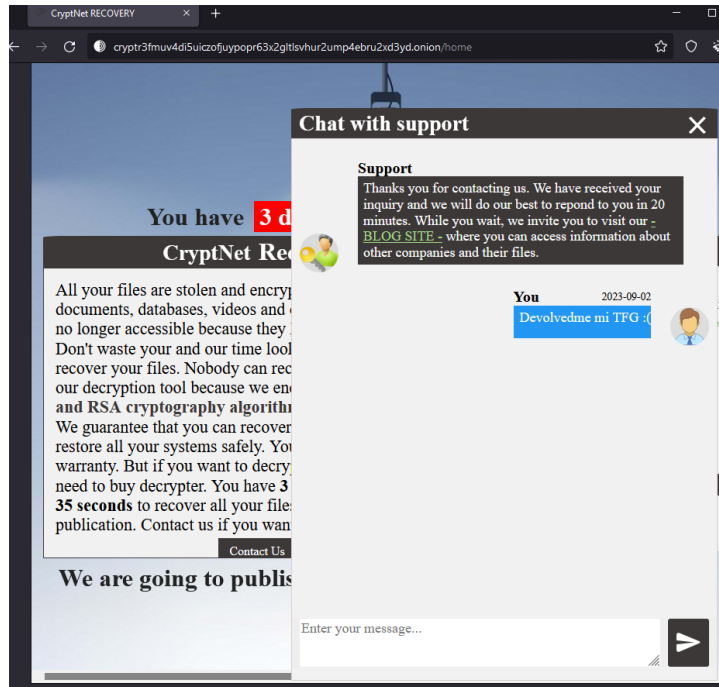 CryptNet RECOVERY
cryptr3fmuv4di5uiczofjuypopr63x2gltlsvhur2ump4ebru2xd3yd.onion/home
Chat with support
Support
Thanks you for contacting us. We have received your
inquiry and we will do our best to repond to you in 20
minutes. While you wait, we invite you to visit our -
BLOG SITE - where you can access information about
other companies and their files.
You 2023-09-02
Devolvedme mi TFG :(
Enter your message...
You have 3 d
CryptNet Rec
All your files are stolen and encryp
documents, databases, videos and
no longer accessible because they
Don't waste your and our time look
recover your files. Nobody can rec
our decryption tool because we en
and RSA cryptography algorithm
We guarantee that you can recover
restore all your systems safely. You
warranty. But if you want to decryp
need to buy decrypter. You have 3
35 seconds to recover all your files
publication. Contact us if you wan
Contact Us
We are going to publis